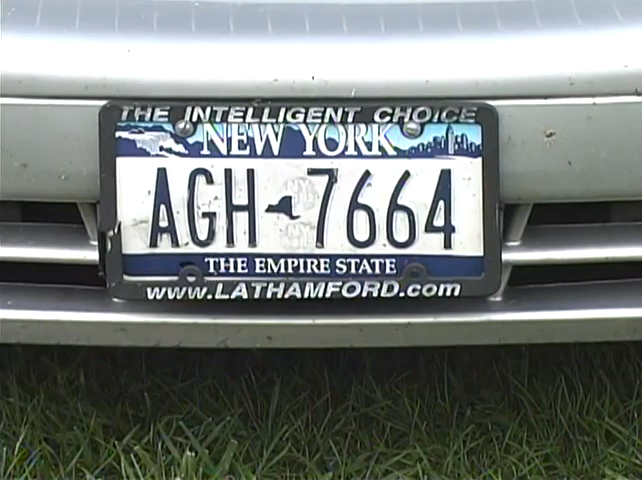 THE INTELLIGENT CHOICE
NEW YORK
AGH 7664
THE EMPIRE STATE
www.LATHAMFORD.com